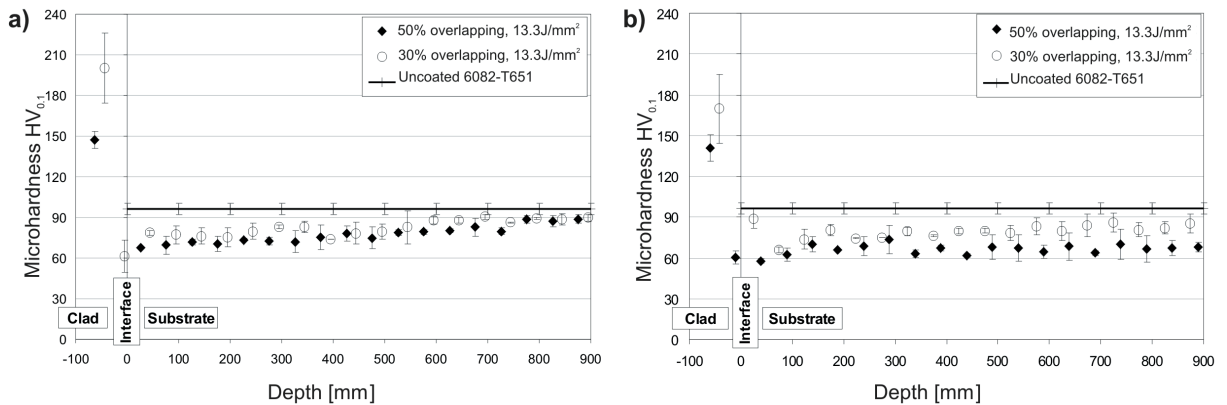 a)
Microhardness HV0.1
240
210
180
150
120
90
60
30
0
50% overlapping, 13.3J/mm²
30% overlapping, 13.3J/mm²
Uncoated 6082-T651
Clad
Interface
Substrate
-100 0 100 200 300 400 500 600 700 800 900
Depth [mm]
b)
Microhardness HV0.1
240
210
180
150
120
90
60
30
0
50% overlapping, 13.3J/mm²
30% overlapping, 13.3J/mm²
Uncoated 6082-T651
Clad
Interface
Substrate
-100 0 100 200 300 400 500 600 700 800 900
Depth [mm]